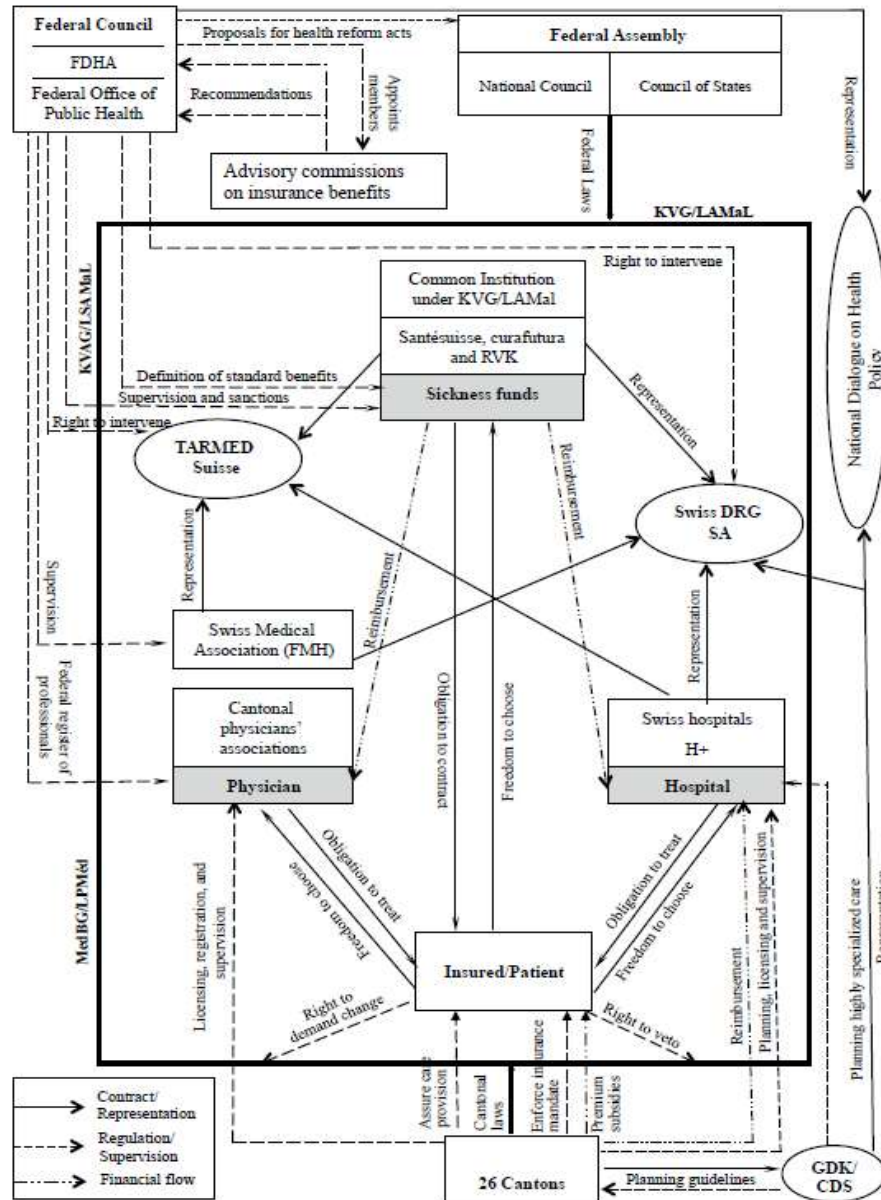 Federal Council
FDHA
Federal Office of
Public Health
Proposals for health reform acts
Recommendations
Appoints
members
Advisory commissions
on insurance benefits
Federal Assembly
National Council
Council of States
Federal Laws
Representation
KVG/LAMaL
National Dialogue on Health
Policy
KVAG/LSAMaL
Right to intervene
Common Institution
under KVG/LAMal
Santésuisse, curafutura
and RVK
Sickness funds
Definition of standard benefits
Supervision and sanctions
Right to intervene
TARMED
Suisse
Representation
Swiss DRG
SA
Reimbursement
Reimbursement
Representation
Supervision
Swiss Medical
Association (FMH)
Representation
Federal register of
professionals
Cantonal
physicians'
associations
Physician
Obligation to contract
Freedom to choose
Swiss hospitals
H+
Hospital
MedBG/LPMéd
Licensing, registration, and
supervision
Obligation to treat
Freedom to choose
Obligation to treat
Freedom to choose
Insured/Patient
Right to
demand change
Right to veto
Reimbursement
Planning, licensing and supervision
Planning highly specialized care
Representation
Assure care
provision
Cantonal
laws
Enforce insurance
mandate
Premium
subsidies
Contract/
Representation
Regulation/
Supervision
Financial flow
26 Cantons
Planning guidelines
GDK/
CDS